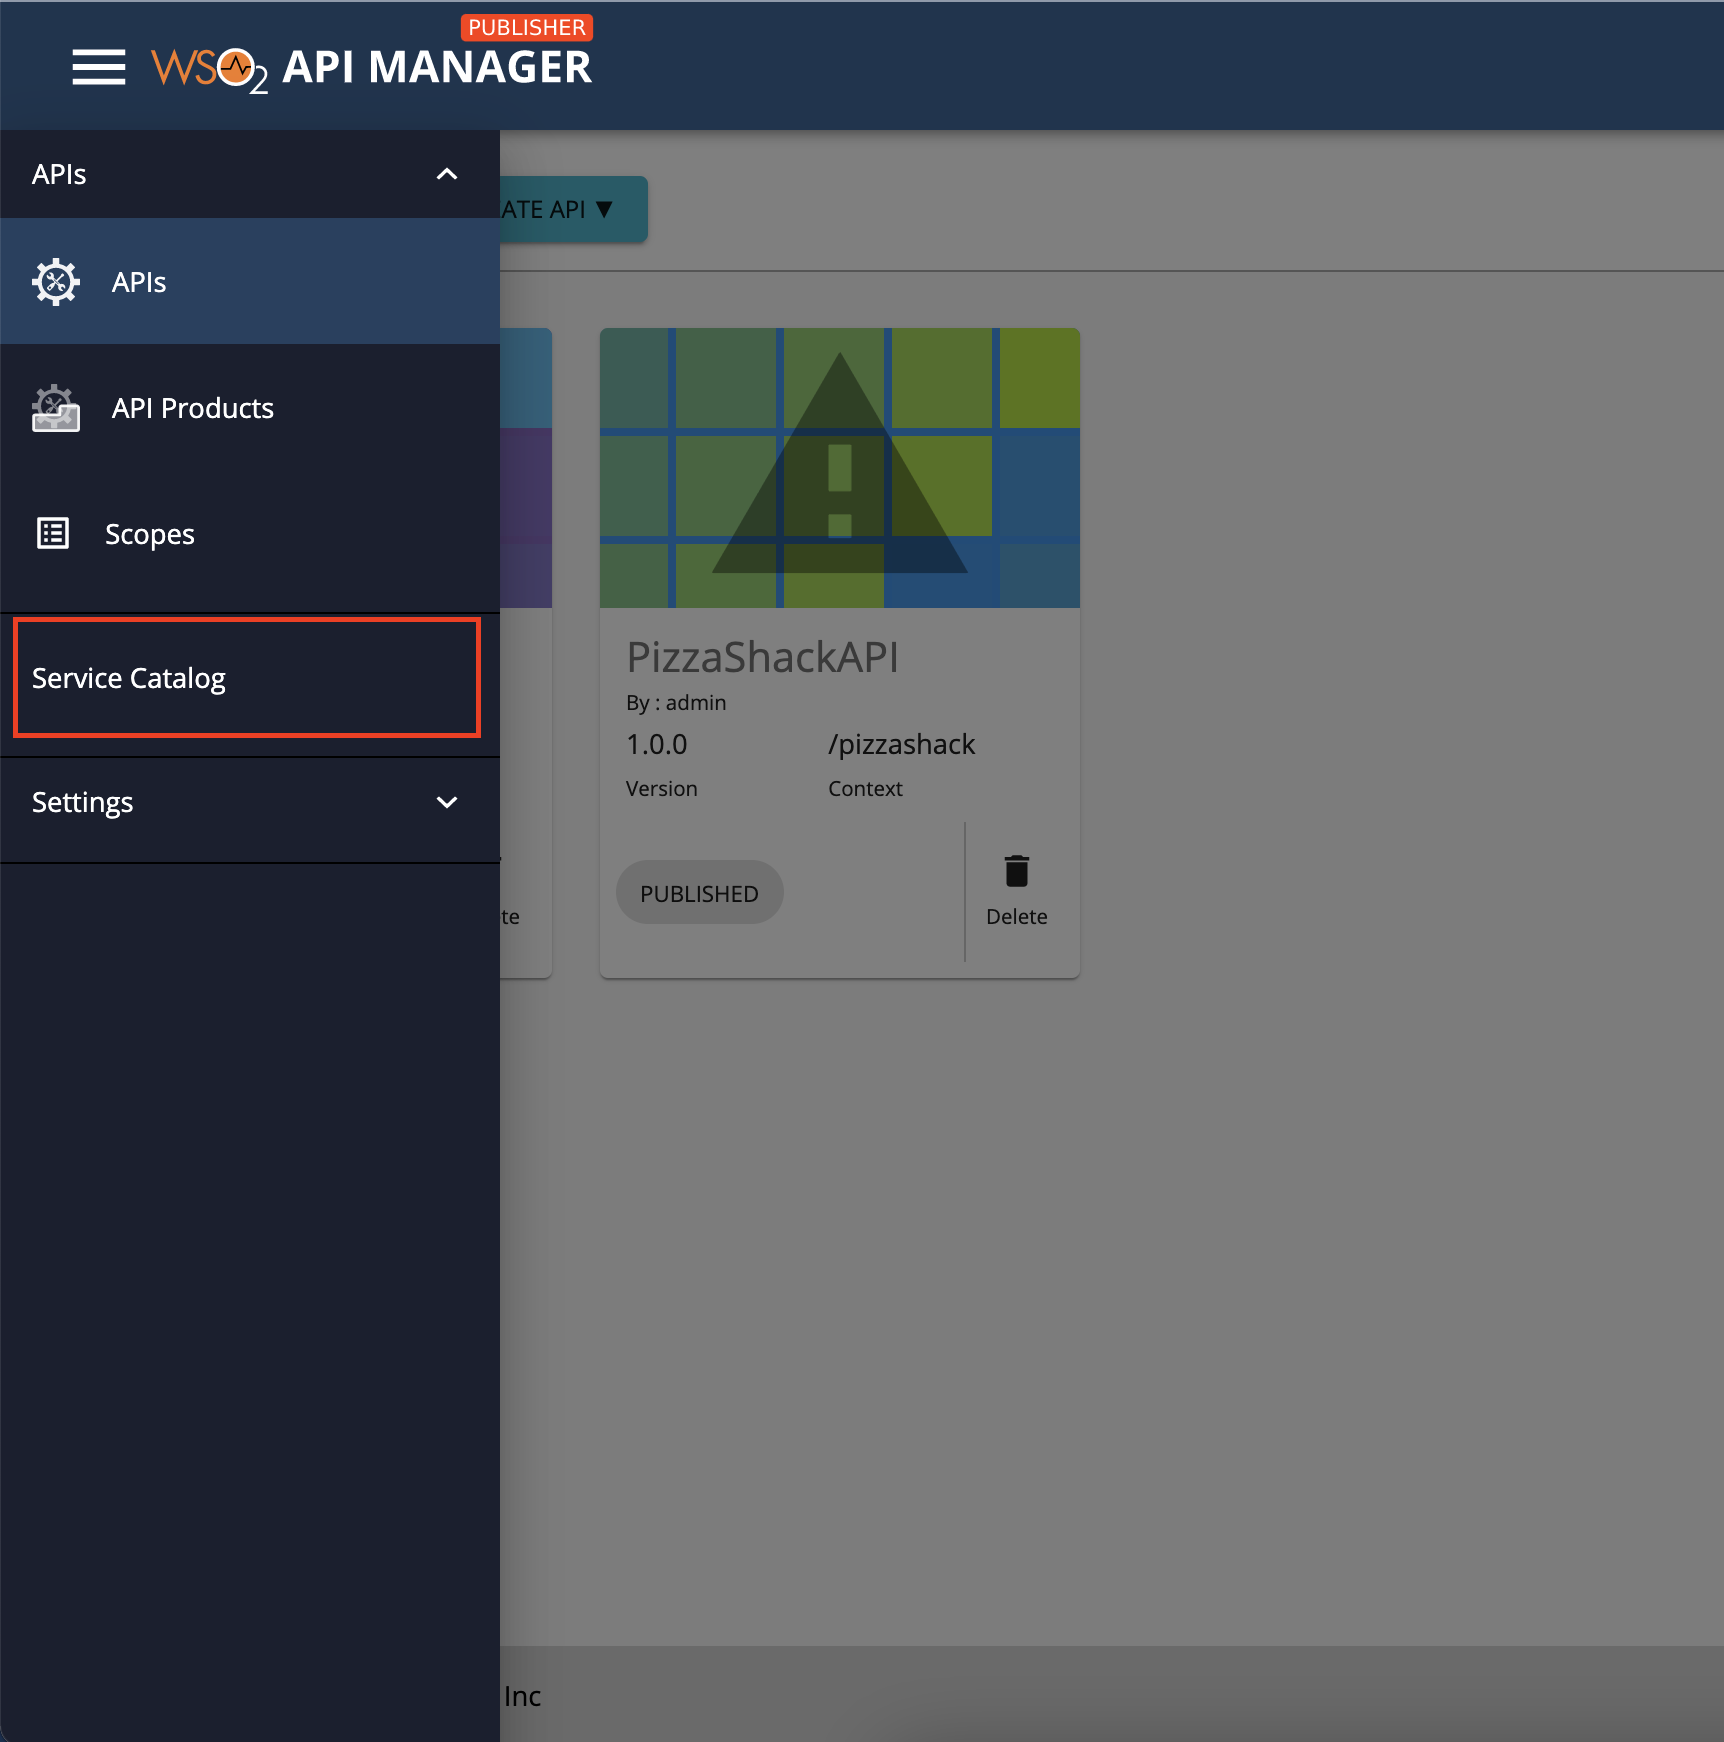 PUBLISHER
WSO2 API MANAGER
APIs
APIs
API Products
Scopes
Service Catalog
Settings
ATE API ▼
te
PizzaShackAPI
By : admin
1.0.0 /pizzashack
Version Context
PUBLISHED
Delete
Inc